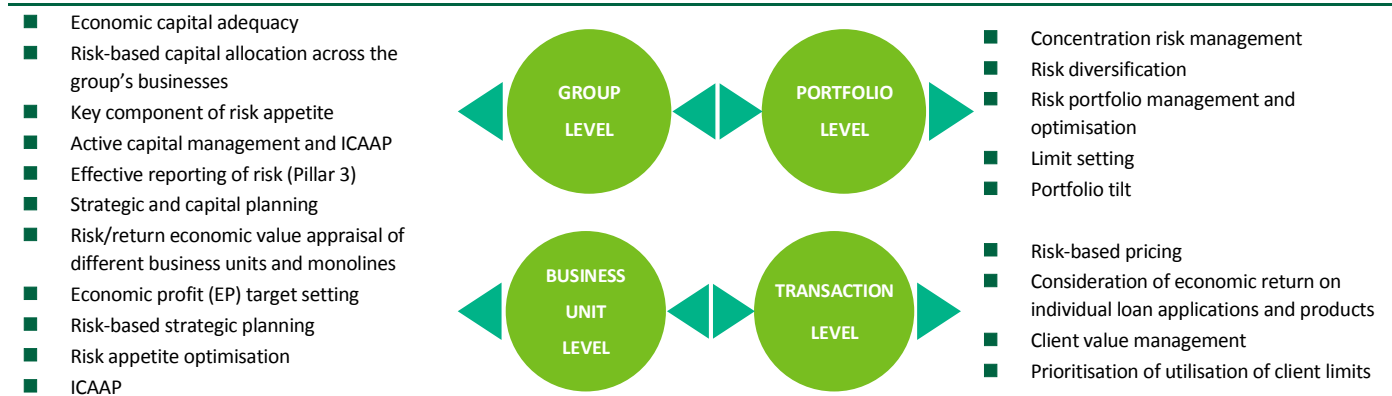 Economic capital adequacy
Risk-based capital allocation across the
group's businesses
Key component of risk appetite
Active capital management and ICAAP
Effective reporting of risk (Pillar 3)
Strategic and capital planning
Risk/return economic value appraisal of
different business units and monolines
Economic profit (EP) target setting
Risk-based strategic planning
Risk appetite optimisation
ICAAP
GROUP
LEVEL
PORTFOLIO
LEVEL
BUSINESS
UNIT
LEVEL
TRANSACTION
LEVEL
Concentration risk management
Risk diversification
Risk portfolio management and
optimisation
Limit setting
Portfolio tilt
Risk-based pricing
Consideration of economic return on
individual loan applications and products
Client value management
Prioritisation of utilisation of client limits